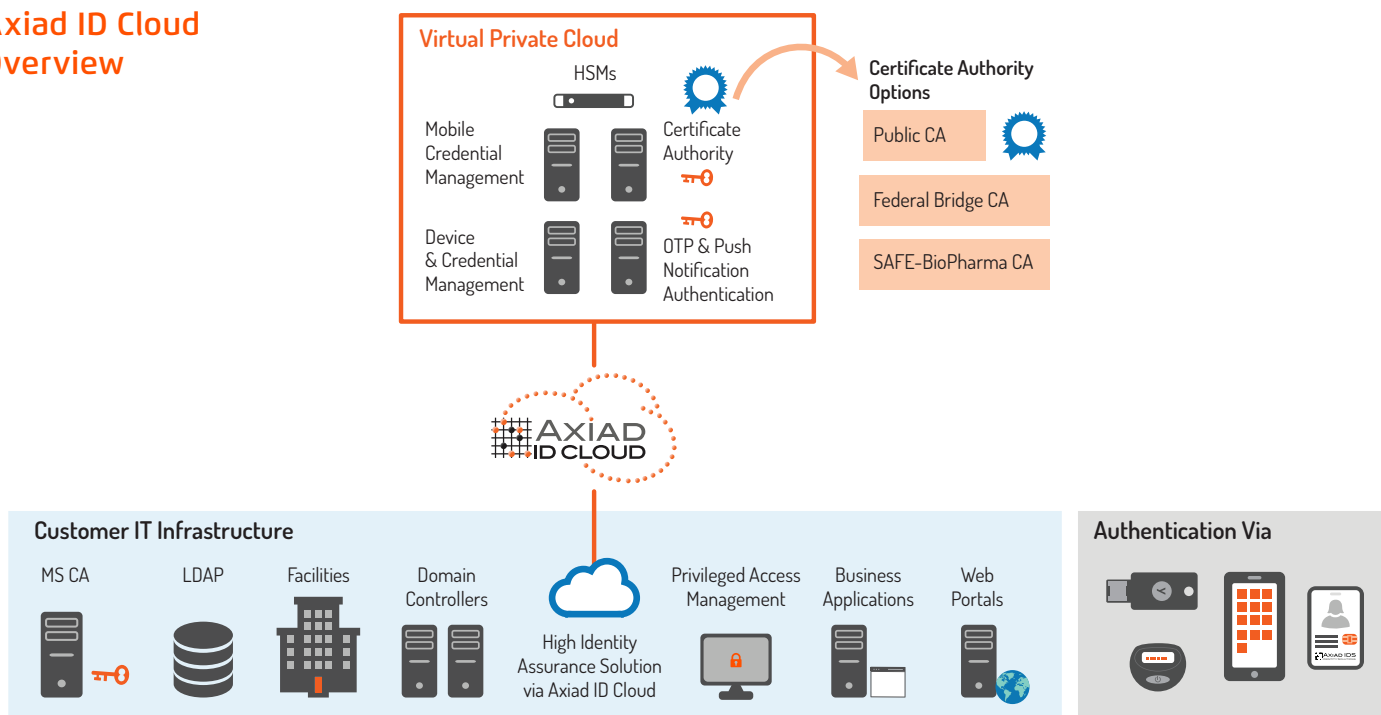 xiad ID Cloud
verview
Virtual Private Cloud
HSMs
Mobile
Credential
Management
Certificate
Authority
Device
& Credential
Management
OTP & Push
Notification
Authentication
Certificate Authority
Options
Public CA
Federal Bridge CA
SAFE-BioPharma CA
AXIAD
ID CLOUD
Customer IT Infrastructure
MS CA
LDAP
Facilities
Domain
Controllers
High Identity
Assurance Solution
via Axiad ID Cloud
Privileged Access
Management
Business
Applications
Web
Portals
Authentication Via
Y
AXIAD IDS